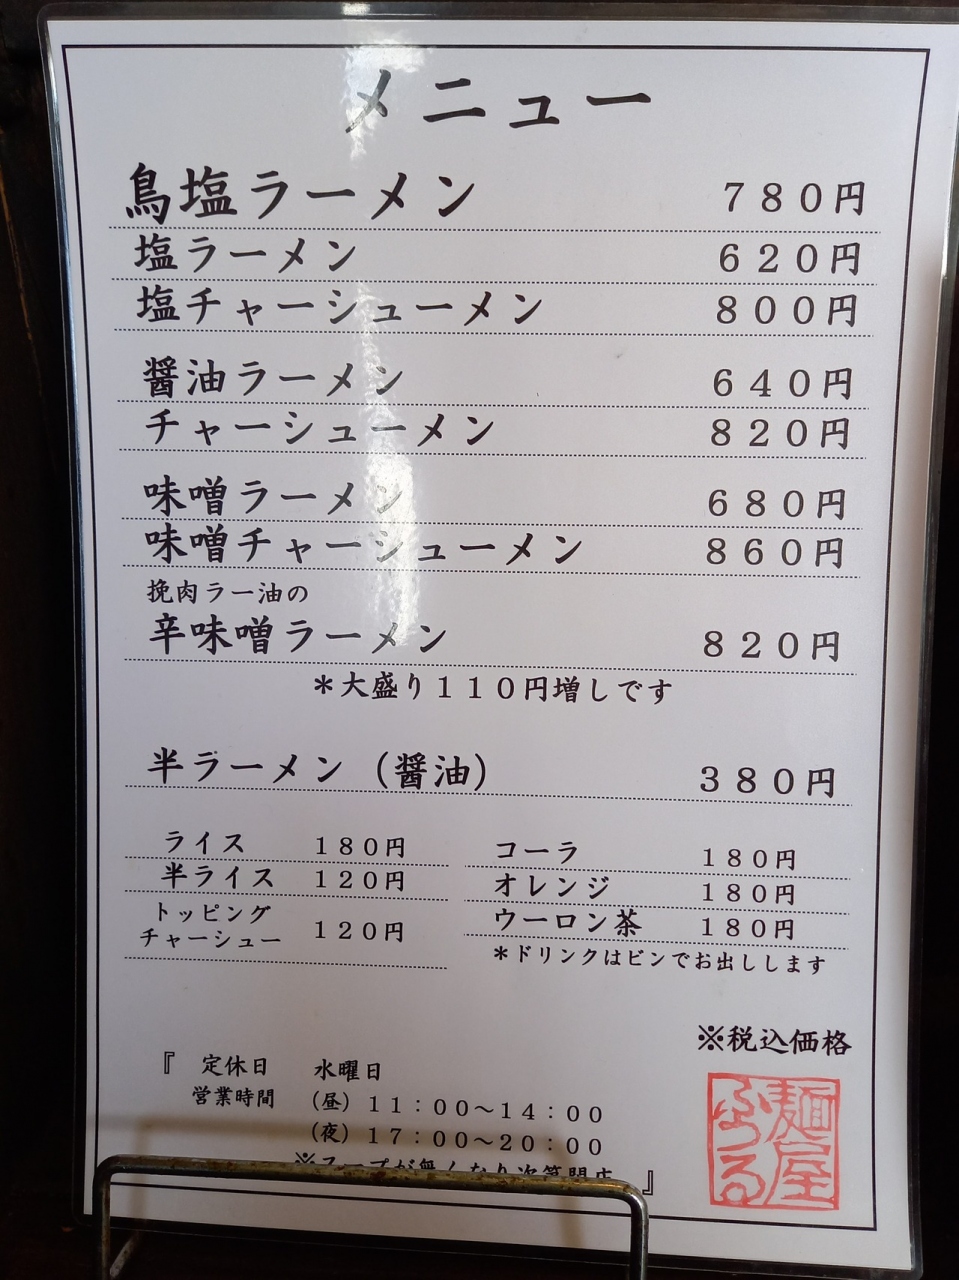 メニュー
鳥塩ラーメン　７８０円
塩ラーメン　６２０円
塩チャーシューメン　８００円
醤油ラーメン　６４０円
チャーシューメン　８２０円
味噌ラーメン　６８０円
味噌チャーシューメン　８６０円
挽肉ラー油の
辛味噌ラーメン　８２０円
＊大盛り１１０円増しです
半ラーメン（醤油）　３８０円
ライス　１８０円
半ライス　１２０円
トッピング
チャーシュー　１２０円
コーラ　１８０円
オレンジ　１８０円
ウーロン茶　１８０円
＊ドリンクはビンでお出しします
※税込価格
『　定休日　水曜日
営業時間　（昼）１１：００～１４：００
（夜）１７：００～２０：００
※スープが無くなり次第閉店　』
麺屋